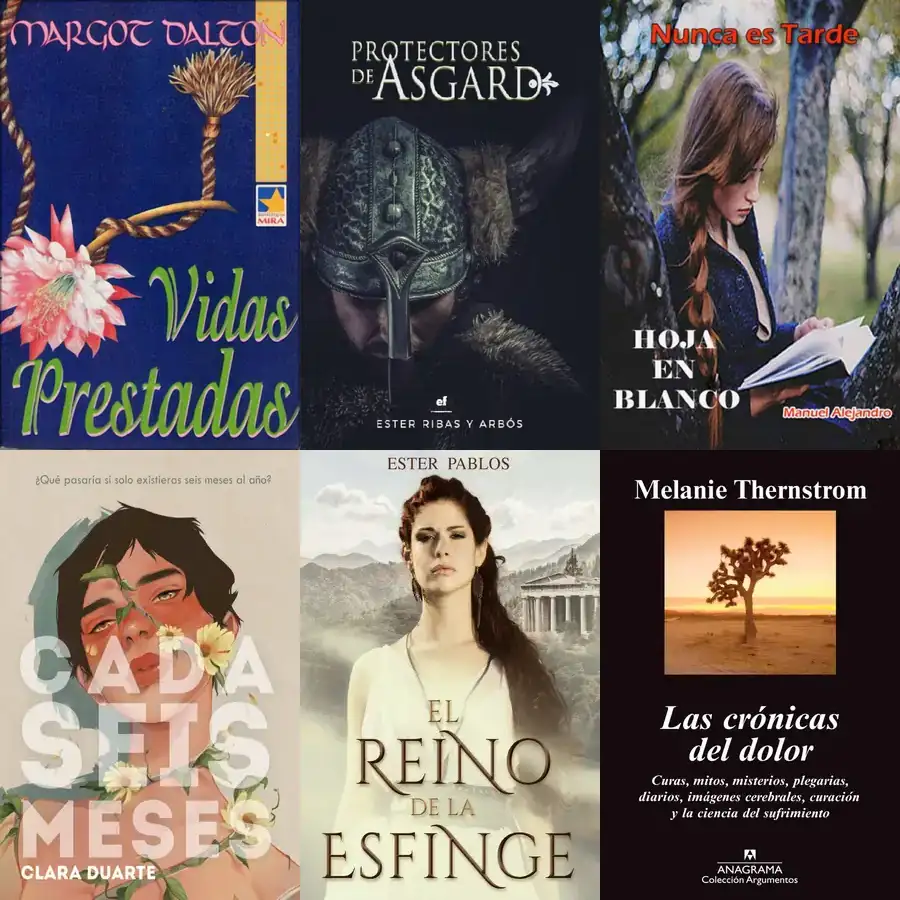 MARGOT DALTON
MIRA
Vidas
Prestadas
PROTECTORES
DE ASGARD
ef
ESTER RIBAS Y ARBÓS
Nunca es Tarde
HOJA
EN
BLANCO
Manuel Alejandro
¿Qué pasaría si solo existieras seis meses al año?
CADA
SEIS
MESES
CLARA DUARTE
ESTER PABLOS
EL
REINO
DE LA
ESFINGE
Melanie Thernstrom
Las crónicas
del dolor
Curas, mitos, misterios, plegarias,
diarios, imágenes cerebrales, curación
y la ciencia del sufrimiento
ANAGRAMA
Colección Argumentos